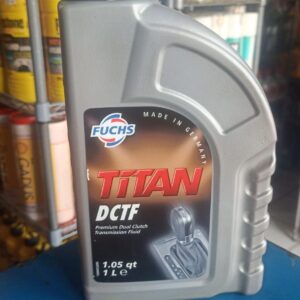 FUCHS
MADE IN GERMANY
TITAN
DCTF
Premium Dual Clutch
Transmission Fluid
1.05 qt
1 L e